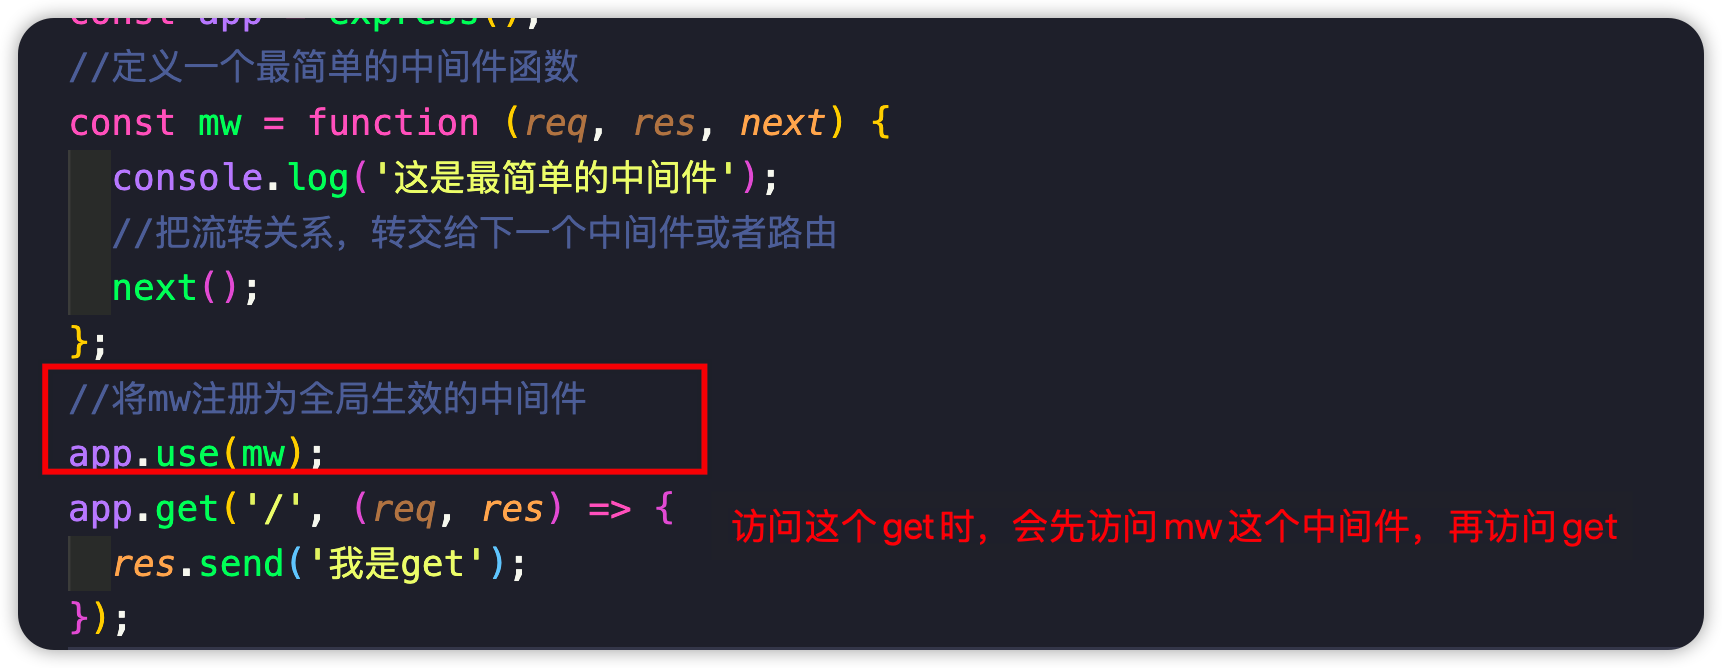 const app = express();
//定义一个最简单的中间件函数
const mw = function (req, res, next) {
console.log('这是最简单的中间件');
//把流转关系，转交给下一个中间件或者路由
next();
};
//将mw注册为全局生效的中间件
app.use(mw);
app.get('/', (req, res) => {
访问这个get时，会先访问mw这个中间件，再访问get
res.send('我是get');
});